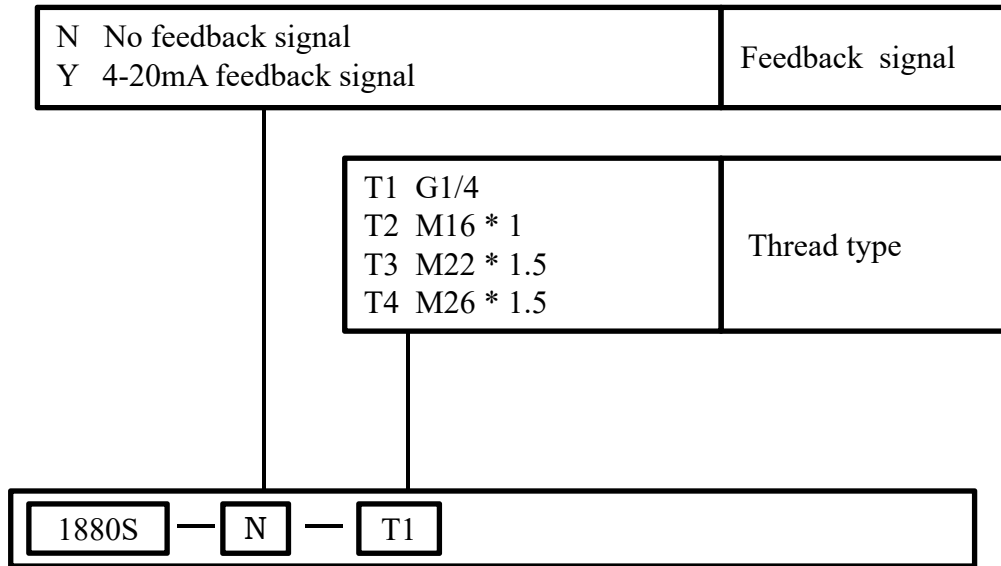 N No feedback signal
Y 4-20mA feedback signal
Feedback signal
T1 G1/4
T2 M16 * 1
T3 M22 * 1.5
T4 M26 * 1.5
Thread type
1880S — N — T1